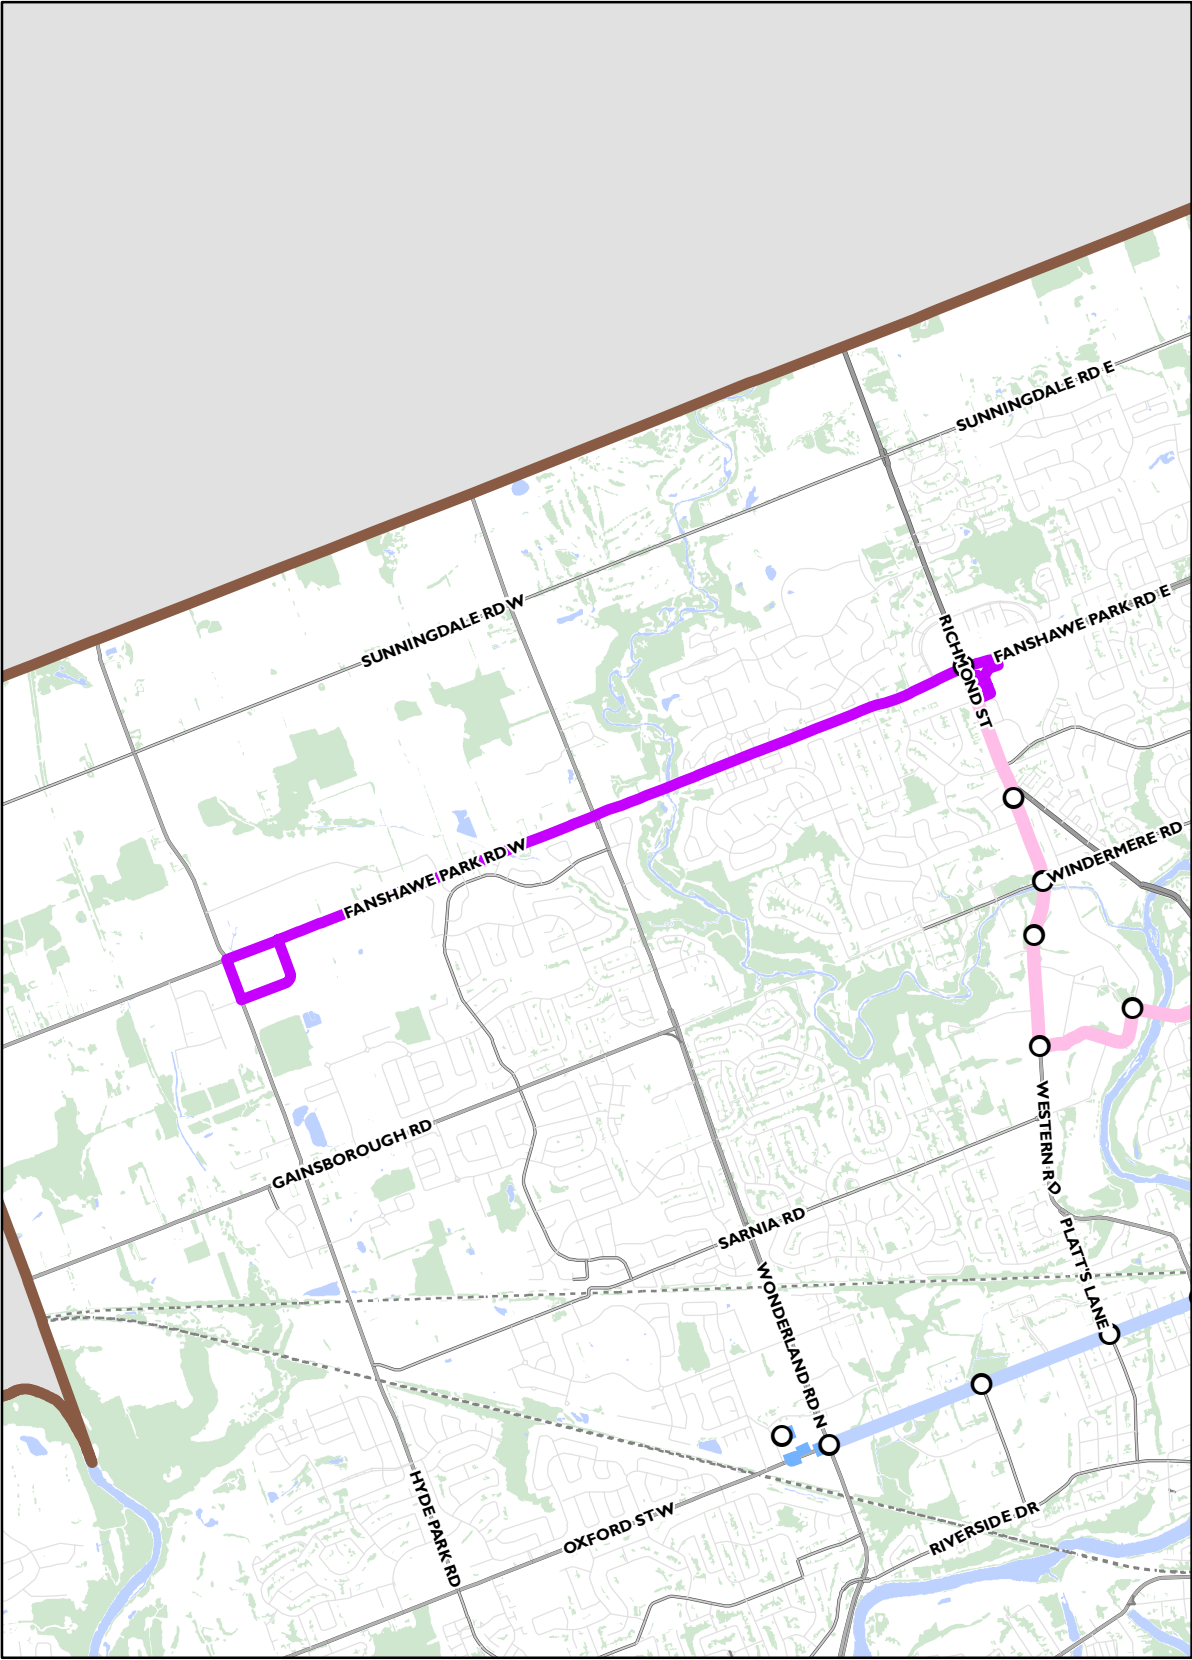 SUNNINGDALE RD E
SUNNINGDALE RD W
FANSHAWE PARK RD E
RICHMOND ST
FANSHAWE PARK RD W
WINDERMERE RD
WESTERN RD
GAINSBOROUGH RD
SARNIA RD
PLATT'S LANE
WONDERLAND RD N
HYDE PARK RD
OXFORD ST W
RIVERSIDE DR